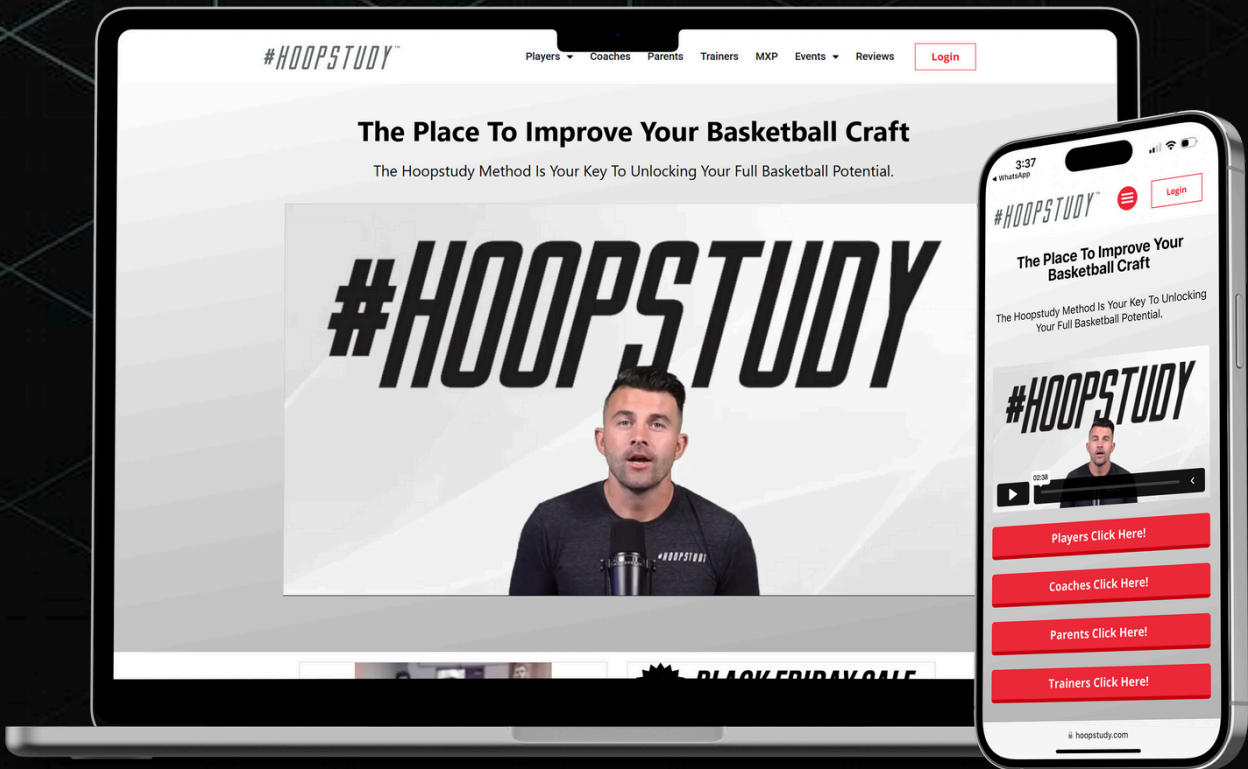 #HOOPSTUDY™
Players Coaches Parents Trainers MXP Events Reviews Login
The Place To Improve Your Basketball Craft
The Hoopstudy Method Is Your Key To Unlocking Your Full Basketball Potential.
#HOOPSTUDY
#HOOPSTUDY
BLACK FRIDAY SALE
3:37
WhatsApp
#HOOPSTUDY™
Login
The Place To Improve Your
Basketball Craft
The Hoopstudy Method Is Your Key To Unlocking
Your Full Basketball Potential.
#HOOPSTUDY
02:38
Players Click Here!
Coaches Click Here!
Parents Click Here!
Trainers Click Here!
hoopstudy.com